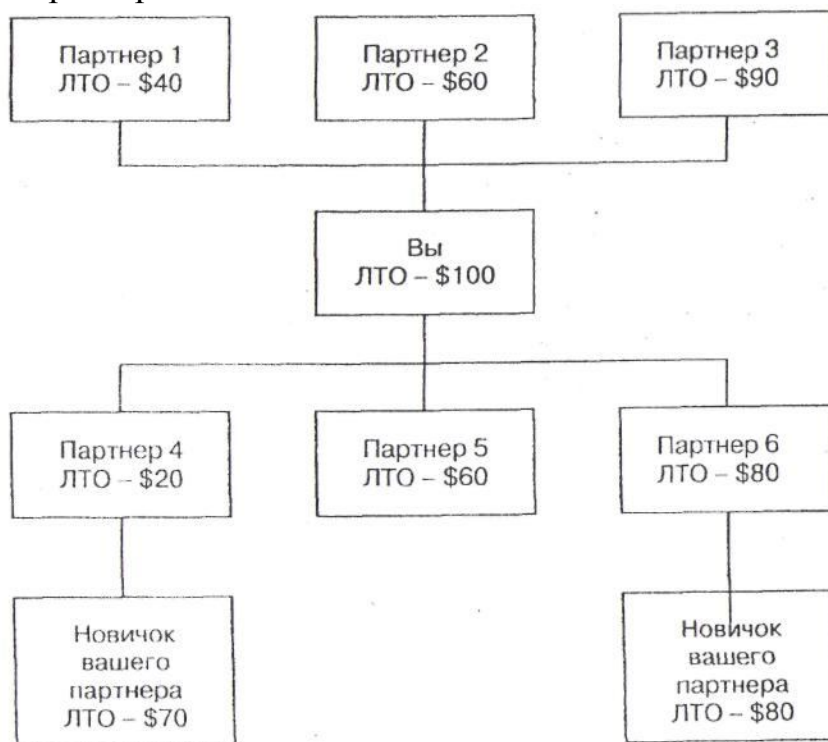 Партнер 1
ЛТО – $40
Партнер 2
ЛТО – $60
Партнер 3
ЛТО – $90
Вы
ЛТО – $100
Партнер 4
ЛТО – $20
Партнер 5
ЛТО – $60
Партнер 6
ЛТО – $80
Новичок
вашего
партнера
ЛТО – $70
Новичок
вашего
партнера
ЛТО – $80